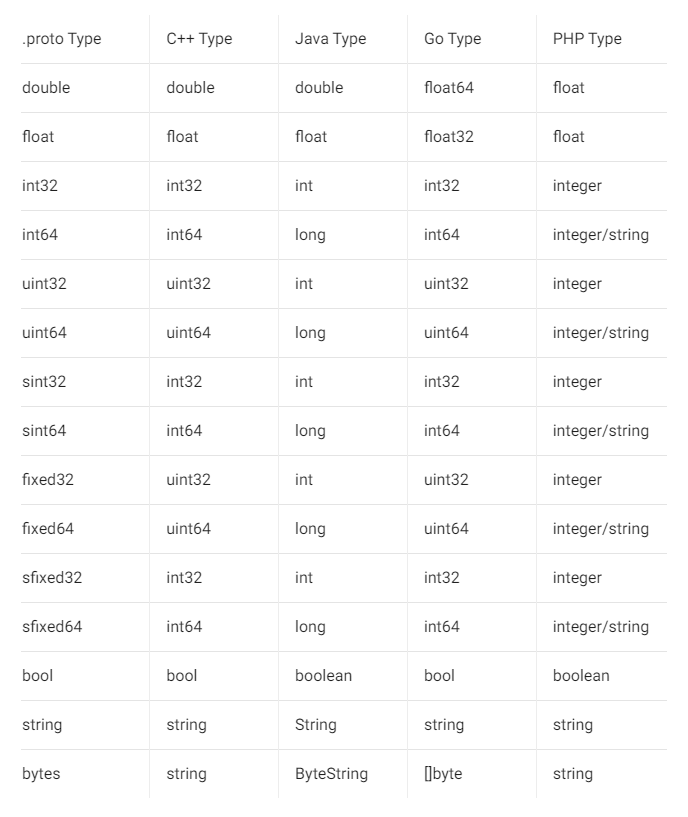 .proto Type C++ Type Java Type Go Type PHP Type
double double double float64 float
float float float float32 float
int32 int32 int int32 integer
int64 int64 long int64 integer/string
uint32 uint32 int uint32 integer
uint64 uint64 long uint64 integer/string
sint32 int32 int int32 integer
sint64 int64 long int64 integer/string
fixed32 uint32 int uint32 integer
fixed64 uint64 long uint64 integer/string
sfixed32 int32 int int32 integer
sfixed64 int64 long int64 integer/string
bool bool boolean bool boolean
string string String string string
bytes string ByteString []byte string